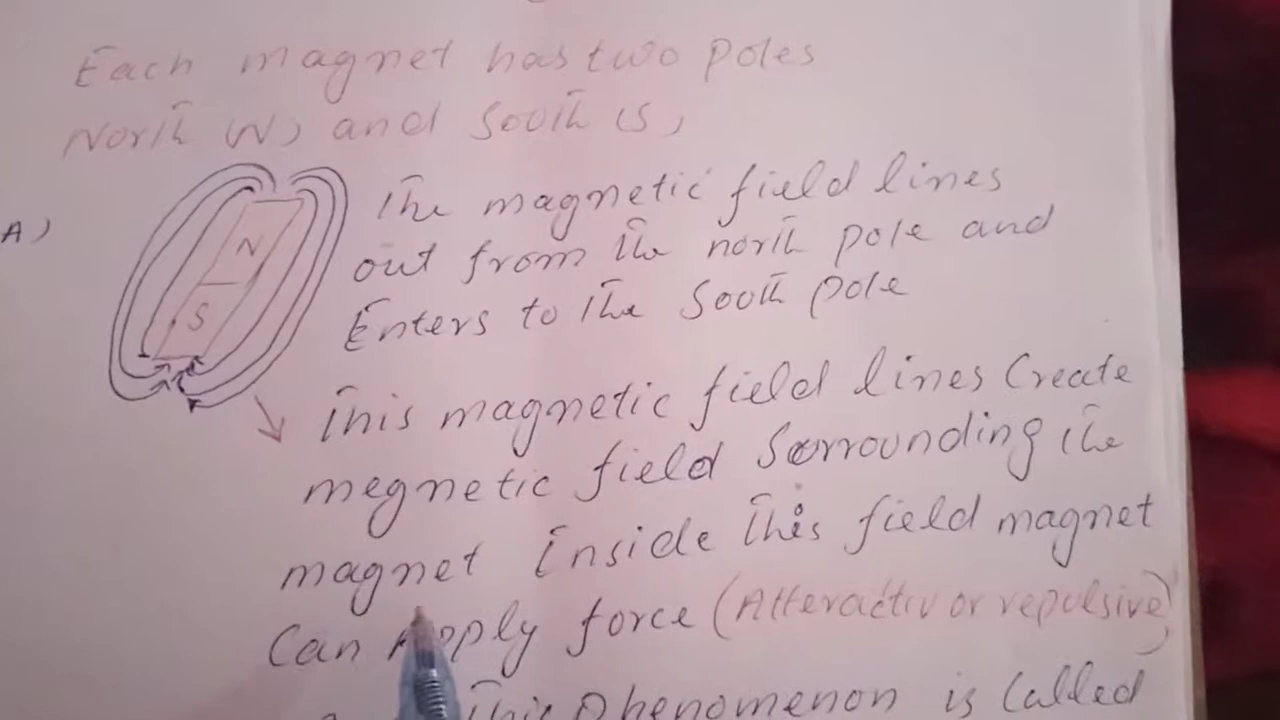 Each magnet has two poles
North (N) and South (S)
A)
N
S
The magnetic field lines
out from the north pole and
Enters to the South pole
This magnetic field lines Create
megnetic field Sorrounding the
magnet inside this field magnet
Can Apply force (Atteractiv or repulsive)
This Phenomenon is Called